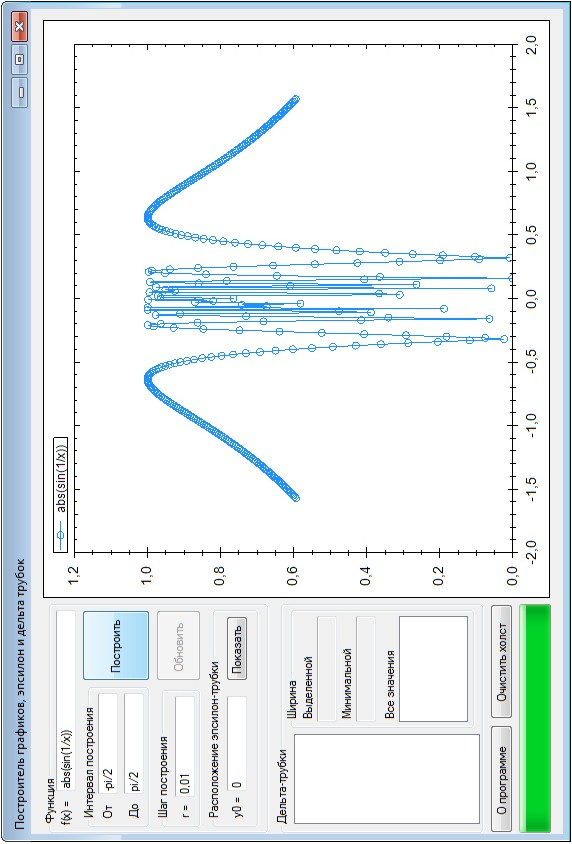 Построитель графиков, эпсилон и дельта трубок
Функция
f(x) = abs(sin(1/x))
Интервал построения
От -pi/2
До pi/2
Построить
Шаг построения
r = 0,01
Обновить
Расположение эпсилон-трубки
y0 = 0
Показать
Дельта-трубки
Ширина
Выделенной
Минимальной
Все значения
О программе
Очистить холст
abs(sin(1/x))
1,2
1,0
0,8
0,6
0,4
0,2
0,0
-2,0
-1,5
-1,0
-0,5
0,0
0,5
1,0
1,5
2,0